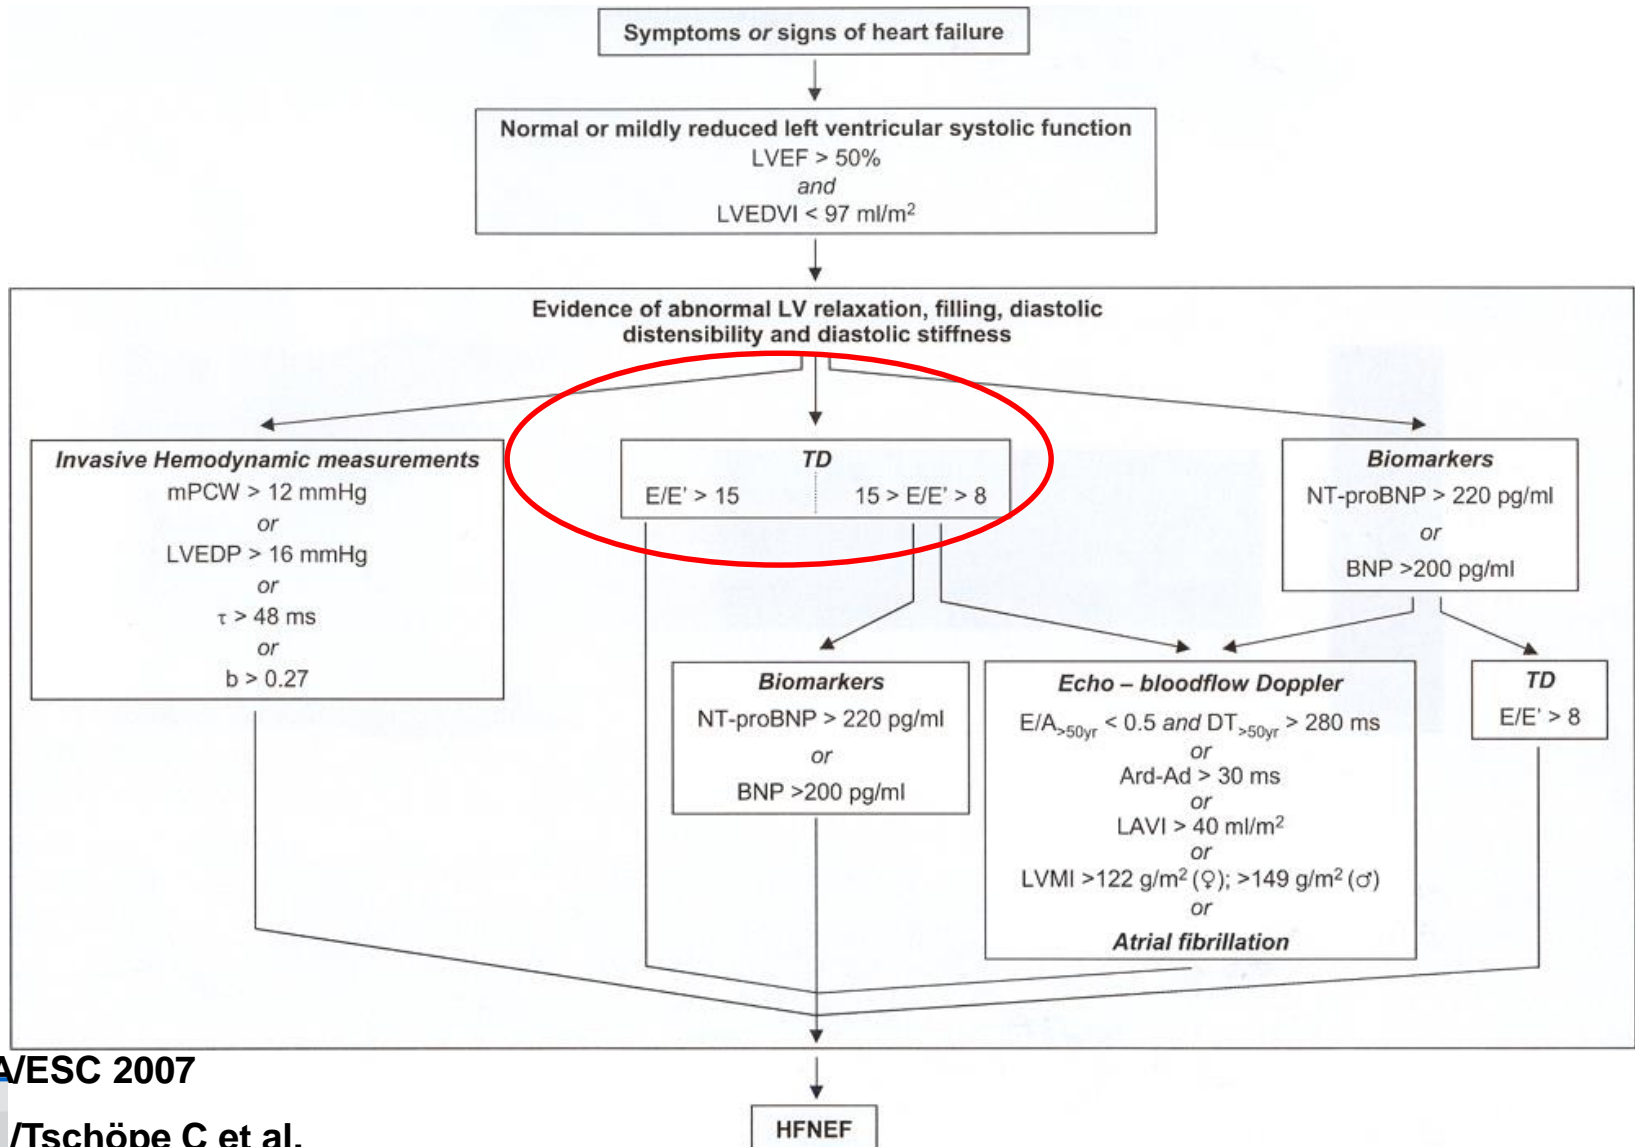 Symptoms or signs of heart failure
Normal or mildly reduced left ventricular systolic function
LVEF > 50%
and
LVEDVI < 97 ml/m²
Evidence of abnormal LV relaxation, filling, diastolic
distensibility and diastolic stiffness
Invasive Hemodynamic measurements
mPCW > 12 mmHg
or
LVEDP > 16 mmHg
or
τ > 48 ms
or
b > 0.27
TD
E/E' > 15
15 > E/E' > 8
Biomarkers
NT-proBNP > 220 pg/ml
or
BNP >200 pg/ml
Biomarkers
NT-proBNP > 220 pg/ml
or
BNP >200 pg/ml
Echo – bloodflow Doppler
E/A>50yr < 0.5 and DT>50yr > 280 ms
or
Ard-Ad > 30 ms
or
LAVI > 40 ml/m²
or
LVMI >122 g/m² (♀); >149 g/m² (♂)
or
Atrial fibrillation
TD
E/E' > 8
/ESC 2007
/Tschöpe C et al.
HFNEF